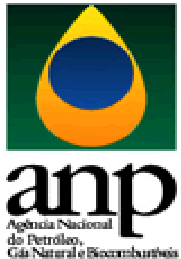 anp
Agência Nacional
do Petróleo,
Gás Natural e Biocombustíveis